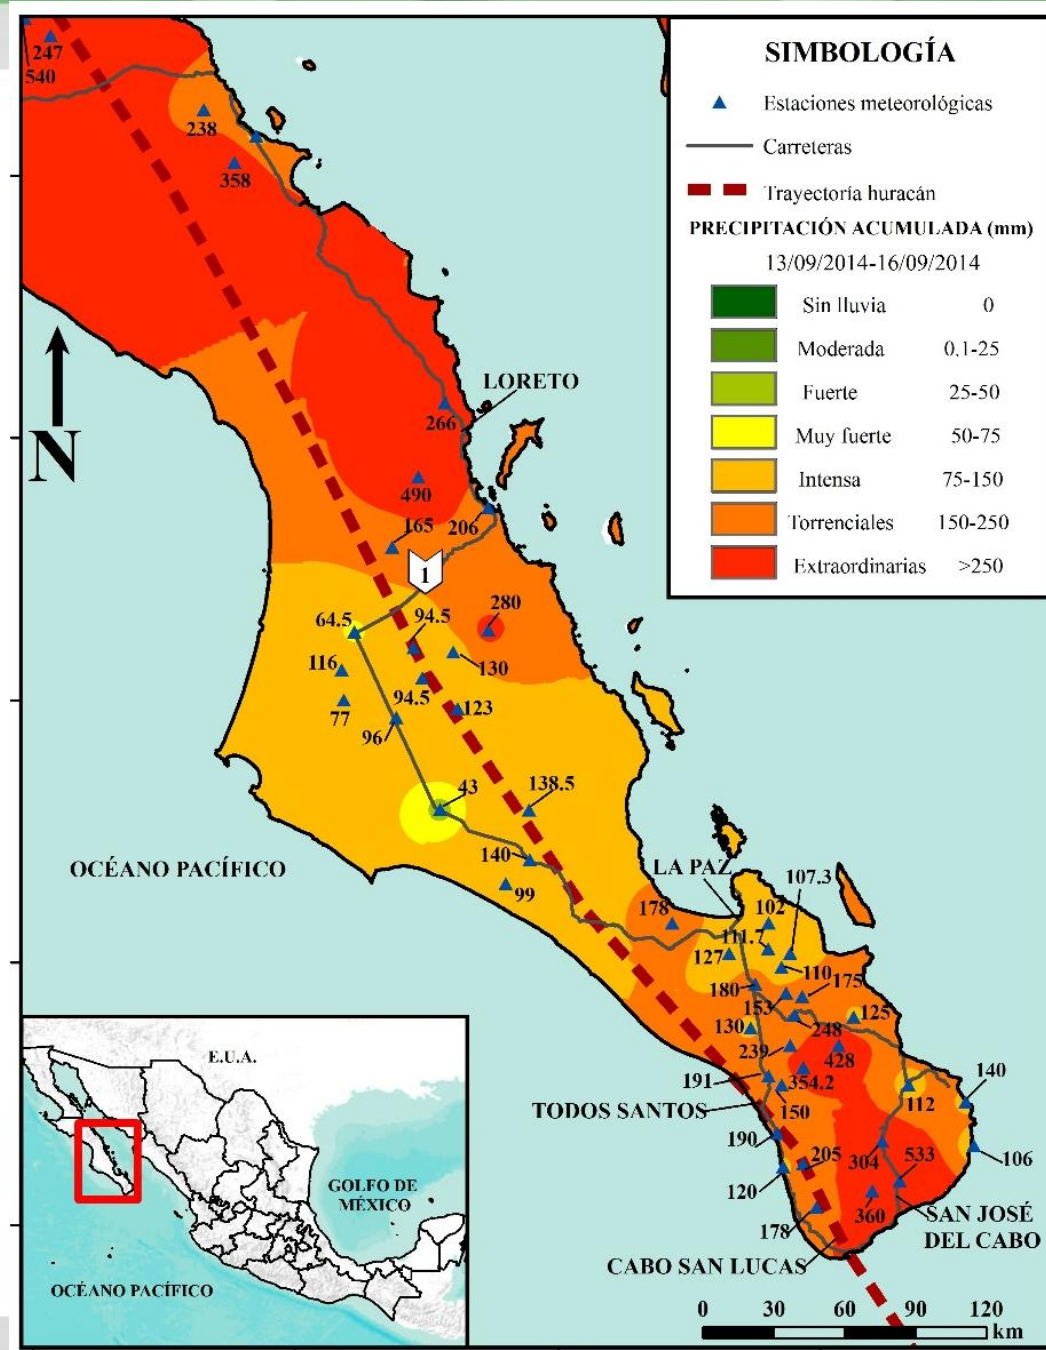 SIMBOLOGÍA
Estaciones meteorológicas
Carreteras
Trayectoría huracán
PRECIPITACIÓN ACUMULADA (mm)
13/09/2014-16/09/2014
Sin lluvia 0
Moderada 0.1-25
Fuerte 25-50
Muy fuerte 50-75
Intensa 75-150
Torrenciales 150-250
Extraordinarias >250
247
540
238
358
N
LORETO
266
490
206
165
1
280
64.5
94.5
130
116
94.5
77
123
96
43
138.5
140
99
OCÉANO PACÍFICO
LA PAZ
107.3
178
102
111.7
127
110
180
175
153
125
130
248
239
428
191
354.2
140
112
TODOS SANTOS
150
190
205
304
533
106
120
360
178
SAN JOSÉ
DEL CABO
CABO SAN LUCAS
0 30 60 90 120
km
E.U.A.
GOLFO DE
MÉXICO
OCÉANO PACÍFICO